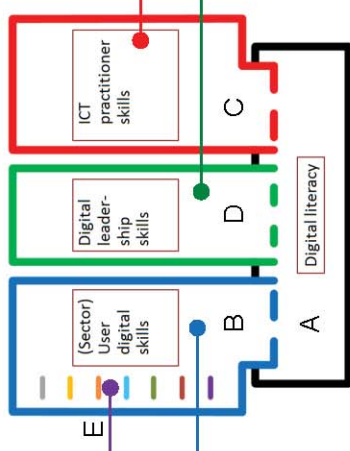 E
(Sector)
User
digital
skills
B
Digital
leader-
ship
skills
D
ICT
practitioner
skills
C
A
Digital literacy